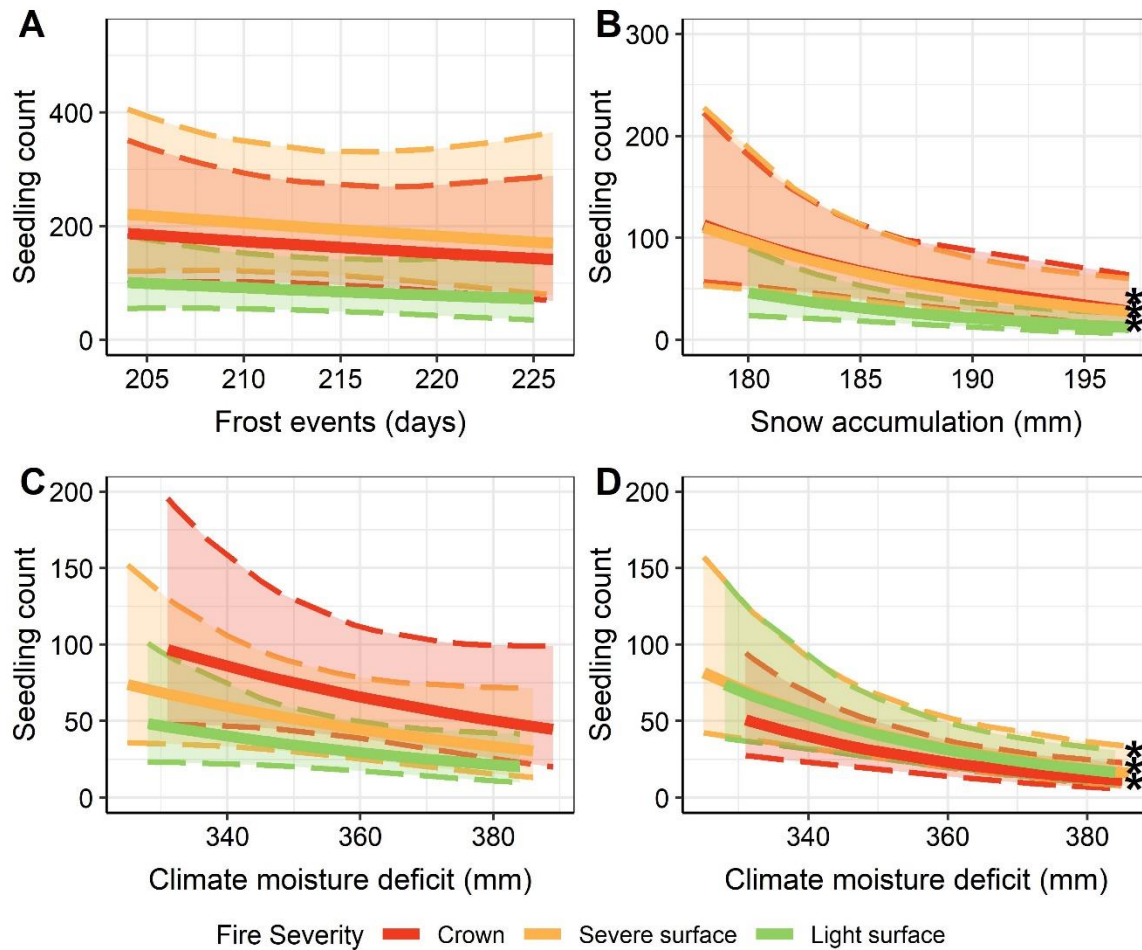 A
B
Seedling count
400
200
0
205
210
215
220
225
Frost events (days)
Seedling count
300
200
100
0
180
185
190
195
Snow accumulation (mm)
***
C
D
Seedling count
200
150
100
50
0
340
360
380
Climate moisture deficit (mm)
Seedling count
200
150
100
50
0
340
360
380
Climate moisture deficit (mm)
***
Fire Severity Crown Severe surface Light surface